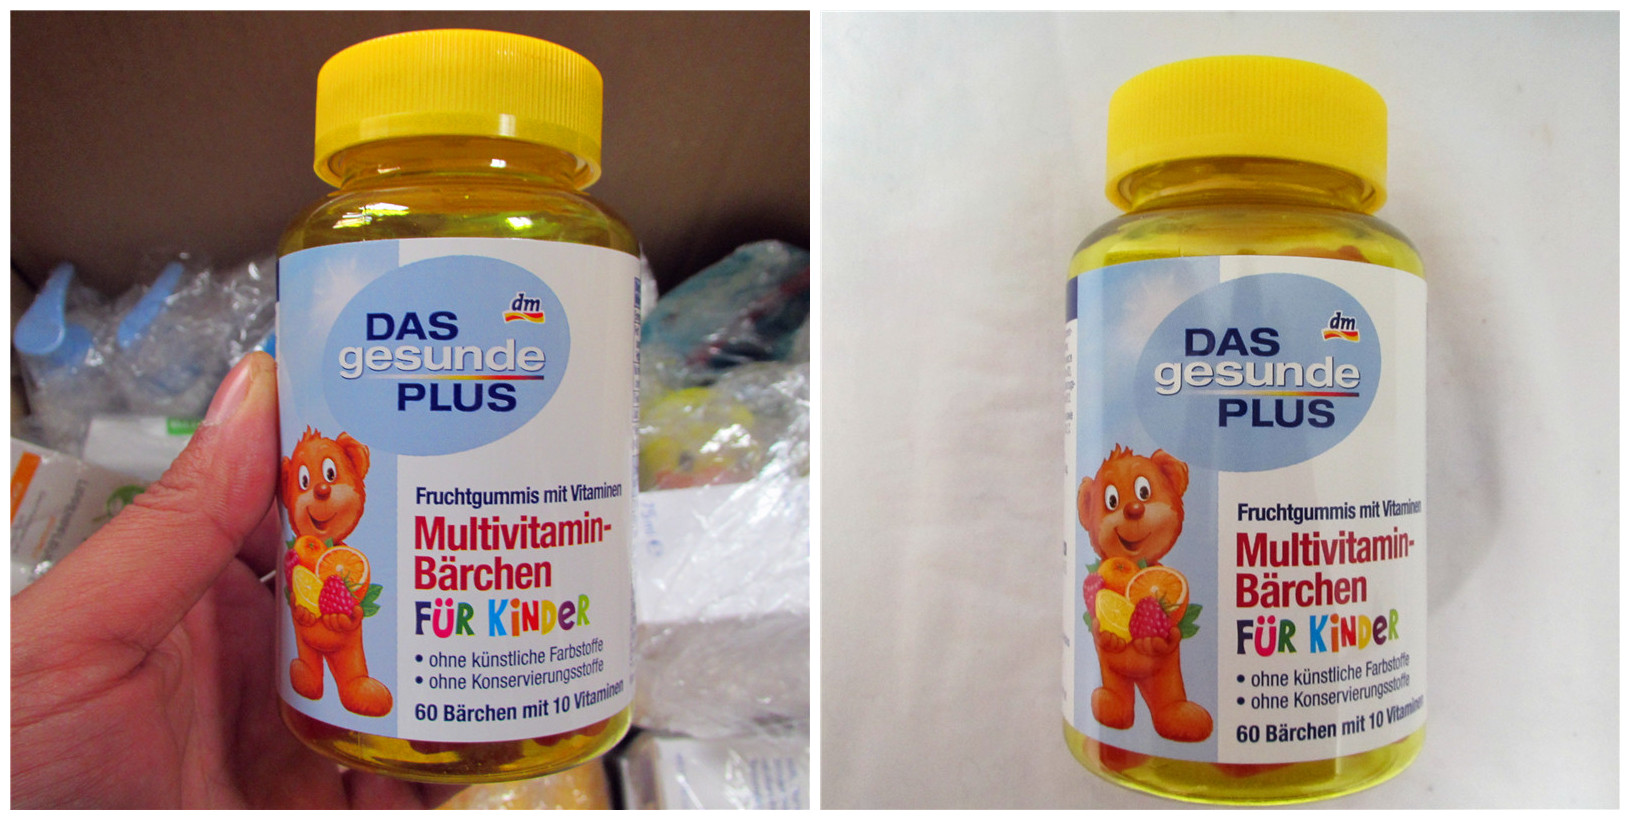 dm
DAS
gesunde
PLUS
Fruchtgummis mit Vitaminen
Multivitamin-
Bärchen
FÜR KiNDeR
• ohne künstliche Farbstoffe
• ohne Konservierungsstoffe
60 Bärchen mit 10 Vitaminen
dm
DAS
gesunde
PLUS
Fruchtgummis mit Vitaminen
Multivitamin-
Bärchen
FÜR KiNDeR
• ohne künstliche Farbstoffe
• ohne Konservierungsstoffe
60 Bärchen mit 10 Vitaminen